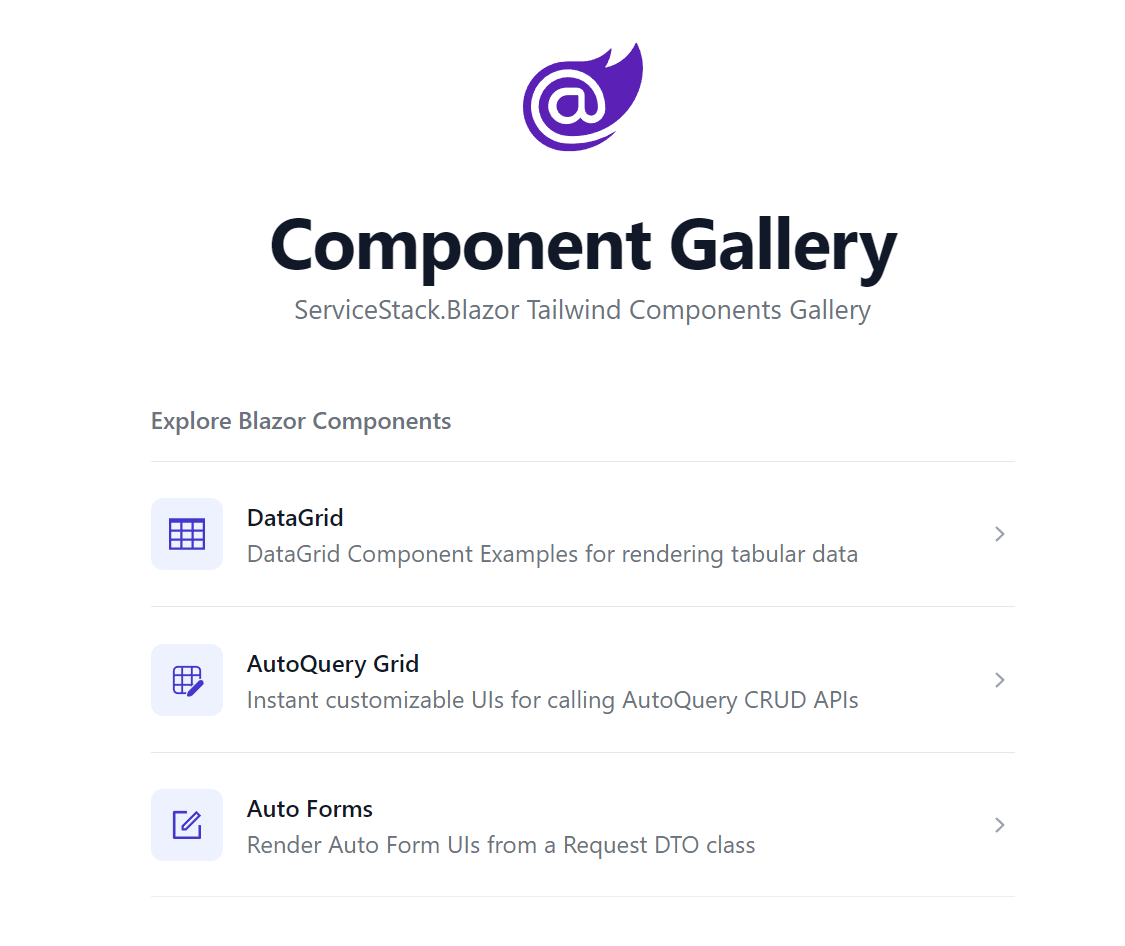 Component Gallery
ServiceStack.Blazor Tailwind Components Gallery
Explore Blazor Components
DataGrid
DataGrid Component Examples for rendering tabular data
AutoQuery Grid
Instant customizable UIs for calling AutoQuery CRUD APIs
Auto Forms
Render Auto Form UIs from a Request DTO class